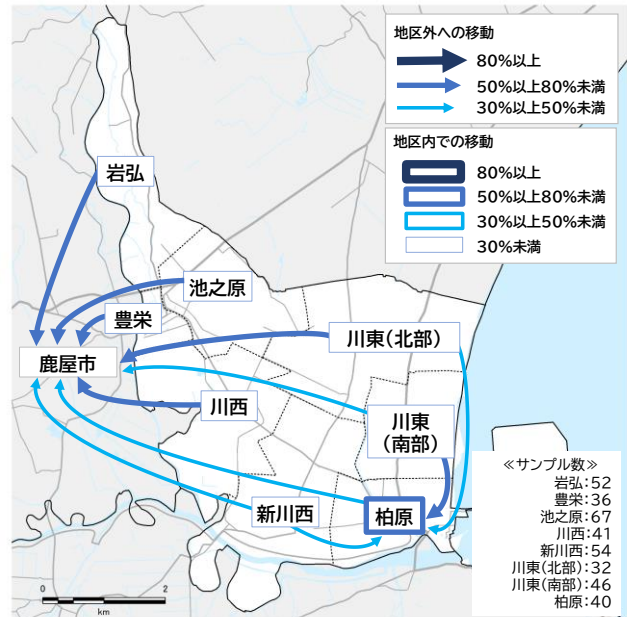 地区外への移動
80%以上
50%以上80%未満
30%以上50%未満
地区内での移動
80%以上
50%以上80%未満
30%以上50%未満
30%未満
岩弘
池之原
豊栄
川東(北部)
鹿屋市
川西
川東
(南部)
新川西
柏原
≪サンプル数≫
岩弘:52
豊栄:36
池之原:67
川西:41
新川西:54
川東(北部):32
川東(南部):46
柏原:40
0 2
km